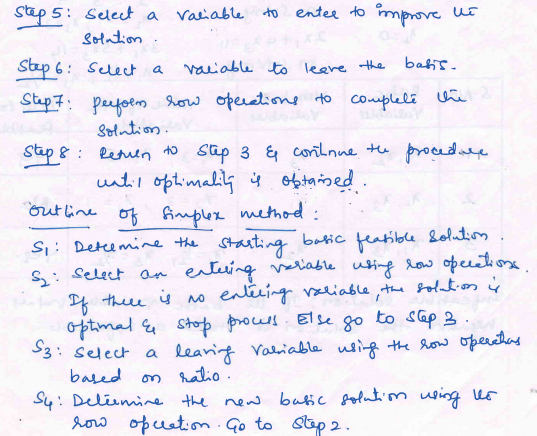 Step 5: Select a variable to enter to improve the
Solution.
Step 6: Select a variable to leave the basis.
Step 7: perform row operations to complete the
Solution.
Step 8: Return to Step 3 & continue the procedure
until optimality is obtained.
Outline of Simplex method:
S1: Determine the starting basic feasible solution.
S2: Select an entering variable using row operations.
If there is no entering variable the solution is
optimal & stop process Else go to Step 3.
S3: Select a leaving variable using the row operations
based on ratio.
S4: Determine the new basic solution using the
row operation. Go to Step 2.